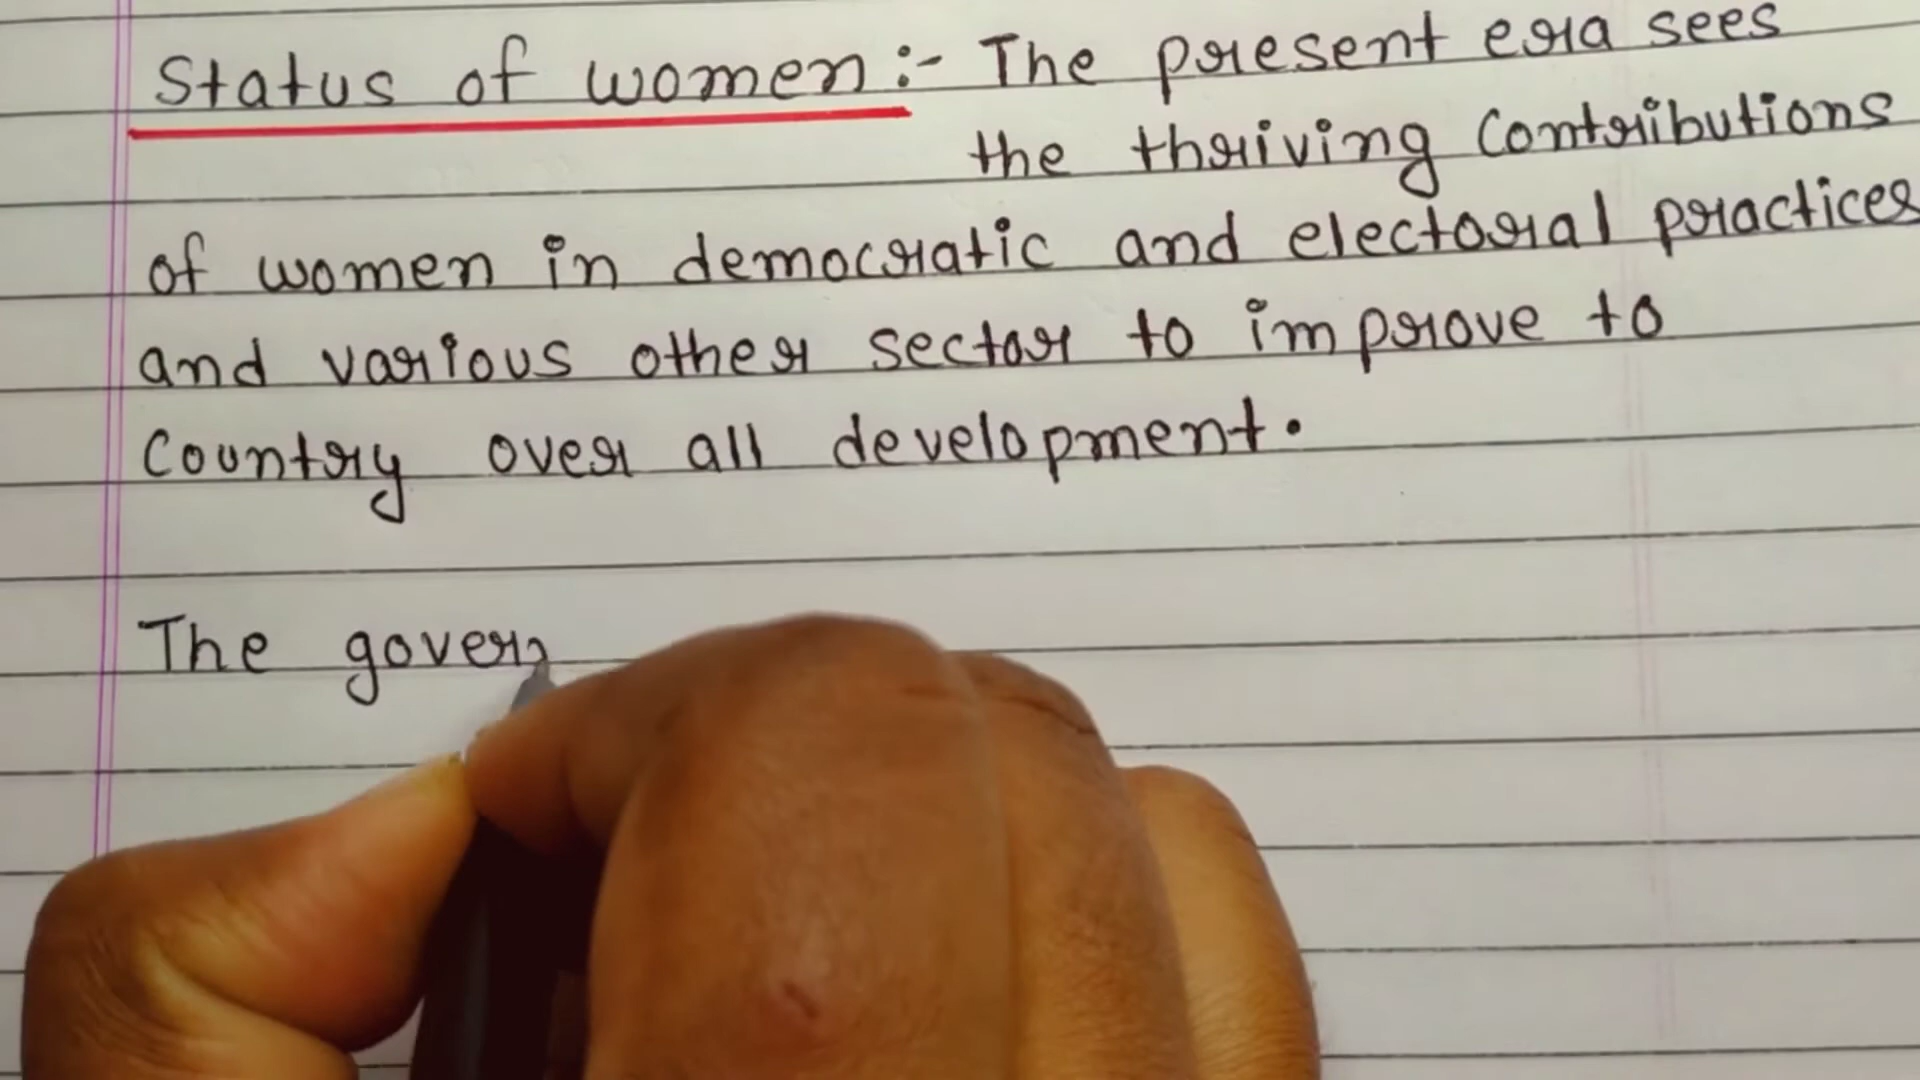 Status of women :- The present era sees
the thriving Contributions
of women in democratic and electoral practices
and various other sector to improve to
Country over all development.
The govern